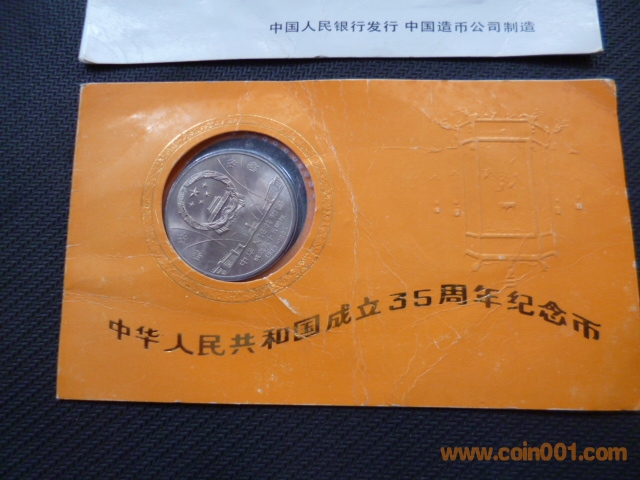 中国人民银行发行 中国造币公司制造
中华人民共和国成立35周年纪念币
www.coin001.com